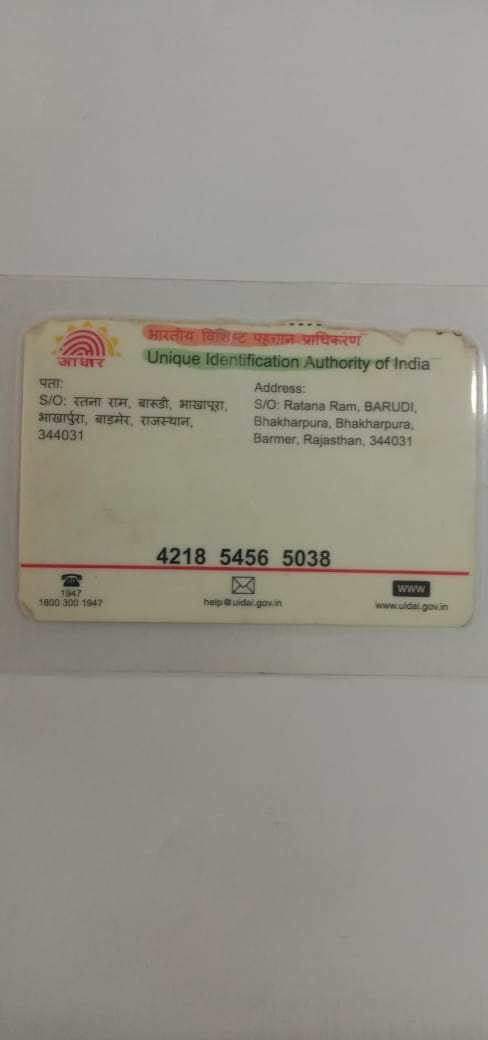 भारतीय विशिष्ट पहचान प्राधिकरण
आधार
Unique Identification Authority of India
पता:
S/O: रतना राम, बारूडी, भाखापूरा,
भाखार्पुरा, बाड़मेर, राजस्थान,
344031
Address:
S/O: Ratana Ram, BARUDI,
Bhakharpura, Bhakharpura,
Barmer, Rajasthan, 344031
4218 5456 5038
1947
1800 300 1947
help@uidai.gov.in
www
www.uidai.gov.in